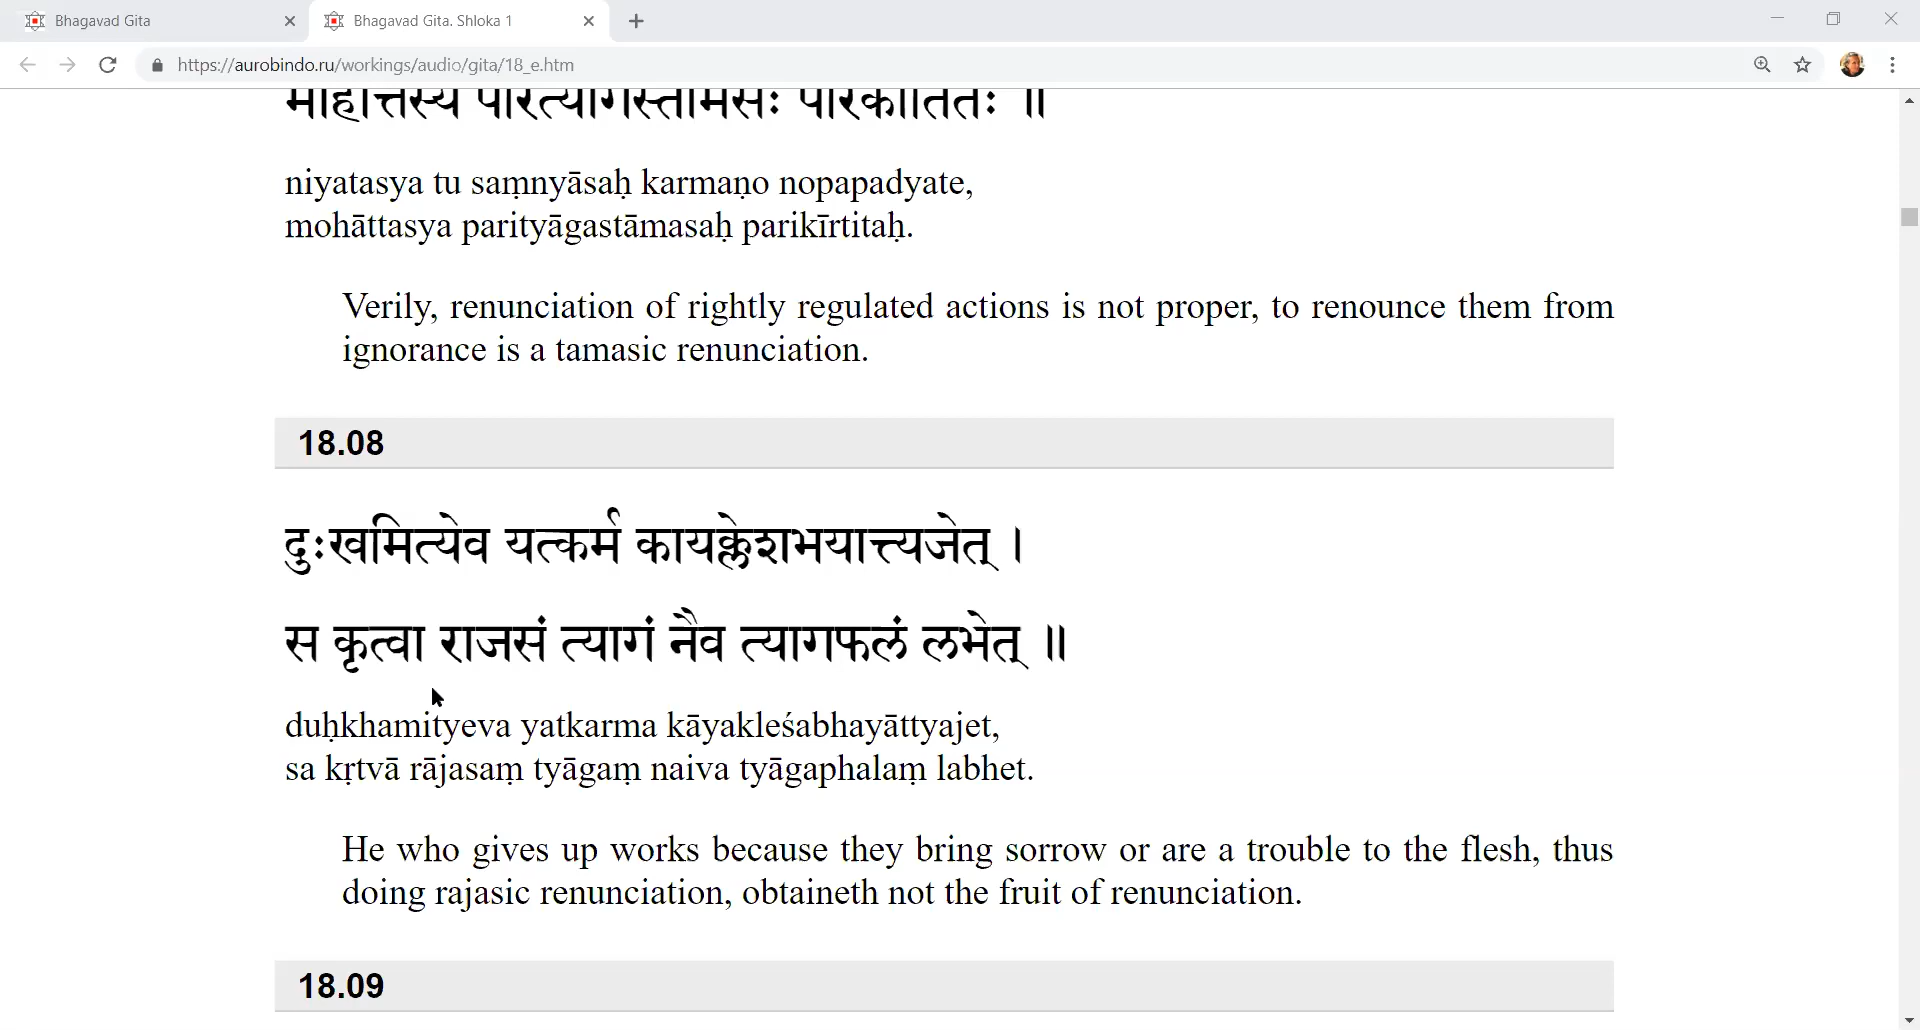 Bhagavad Gita
Bhagavad Gita. Shloka 1
https://aurobindo.ru/workings/audio/gita/18_e.htm
niyatasya tu saṃnyāsaḥ karmaṇo nopapadyate,
mohāttasya parityāgastāmasaḥ parikīrtitaḥ.
Verily, renunciation of rightly regulated actions is not proper, to renounce them from
ignorance is a tamasic renunciation.
18.08
दुःखमित्येव यत्कर्म कायक्लेशभयात्त्यजेत् ।
स कृत्वा राजसं त्यागं नैव त्यागफलं लभेत् ॥
duḥkhamityeva yatkarma kāyakleśabhayāttyajet,
sa kṛtvā rājasaṃ tyāgaṃ naiva tyāgaphalaṃ labhet.
He who gives up works because they bring sorrow or are a trouble to the flesh, thus
doing rajasic renunciation, obtaineth not the fruit of renunciation.
18.09